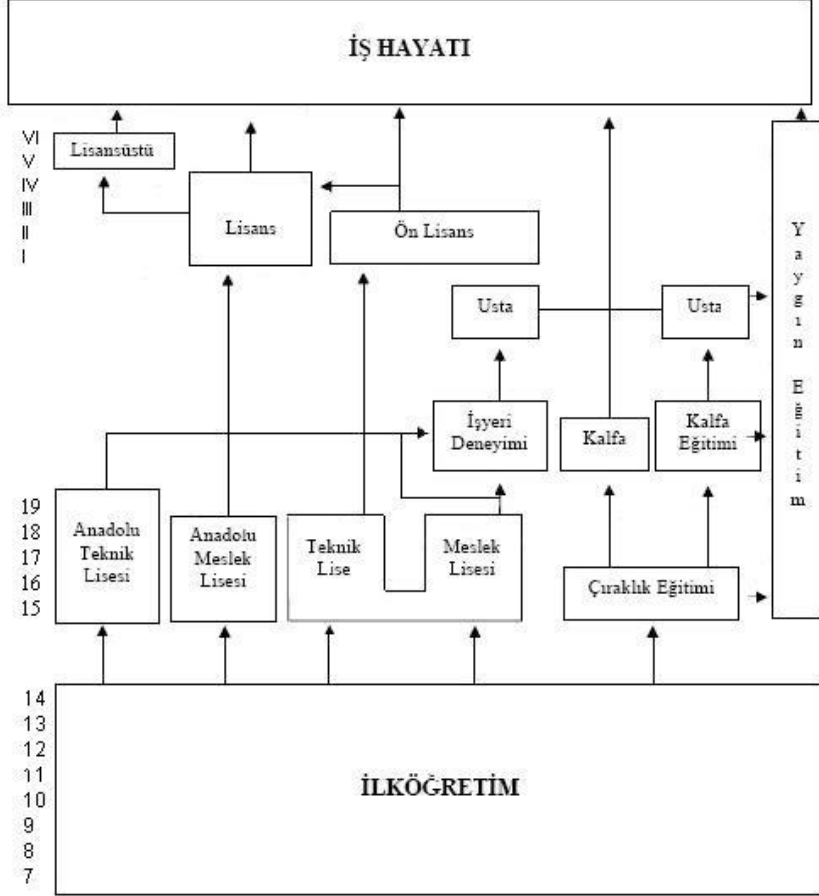 İŞ HAYATI
VI
V
IV
III
II
I
Lisansüstü
Lisans
Ön Lisans
Usta
Usta
İşyeri
Deneyimi
Kalfa
Kalfa
Eğitimi
Y
a
y
g
ı
n
E
ğ
i
t
i
m
19
18
17
16
15
Anadolu
Teknik
Lisesi
Anadolu
Meslek
Lisesi
Teknik
Lise
Meslek
Lisesi
Çıraklık Eğitimi
14
13
12
11
10
9
8
7
İLKÖĞRETİM